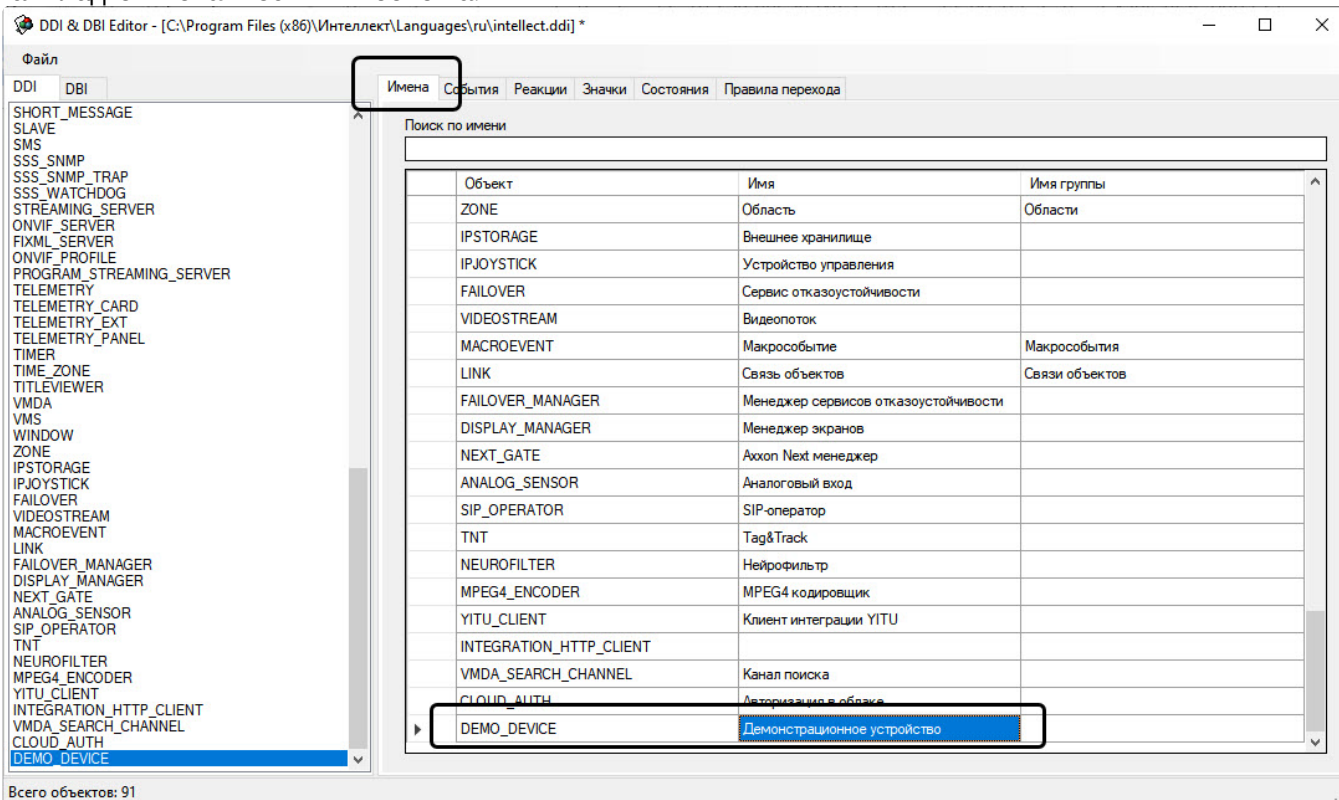 DDI & DBI Editor - [C:\Program Files (x86)\Интеллект\Languages\ru\intellect.ddi] *
Файл
DDI DBI
SHORT_MESSAGE
SLAVE
SMS
SSS_SNMP
SSS_SNMP_TRAP
SSS_WATCHDOG
STREAMING_SERVER
ONVIF_SERVER
FIXML_SERVER
ONVIF_PROFILE
PROGRAM_STREAMING_SERVER
TELEMETRY
TELEMETRY_CARD
TELEMETRY_EXT
TELEMETRY_PANEL
TIMER
TIME_ZONE
TITLEVIEWER
VMDA
VMS
WINDOW
ZONE
IPSTORAGE
IPJOYSTICK
FAILOVER
VIDEOSTREAM
MACROEVENT
LINK
FAILOVER_MANAGER
DISPLAY_MANAGER
NEXT_GATE
ANALOG_SENSOR
SIP_OPERATOR
TNT
NEUROFILTER
MPEG4_ENCODER
YITU_CLIENT
INTEGRATION_HTTP_CLIENT
VMDA_SEARCH_CHANNEL
CLOUD_AUTH
DEMO_DEVICE
Имена События Реакции Значки Состояния Правила перехода
Поиск по имени
Объект Имя Имя группы
ZONE Область Области
IPSTORAGE Внешнее хранилище
IPJOYSTICK Устройство управления
FAILOVER Сервис отказоустойчивости
VIDEOSTREAM Видеопоток
MACROEVENT Макрособытие Макрособытия
LINK Связь объектов Связи объектов
FAILOVER_MANAGER Менеджер сервисов отказоустойчивости
DISPLAY_MANAGER Менеджер экранов
NEXT_GATE Axxon Next менеджер
ANALOG_SENSOR Аналоговый вход
SIP_OPERATOR SIP-оператор
TNT Tag&Track
NEUROFILTER Нейрофильтр
MPEG4_ENCODER MPEG4 кодировщик
YITU_CLIENT Клиент интеграции YITU
INTEGRATION_HTTP_CLIENT
VMDA_SEARCH_CHANNEL Канал поиска
CLOUD_AUTH Авторизация в облаке
DEMO_DEVICE Демонстрационное устройство
Всего объектов: 91